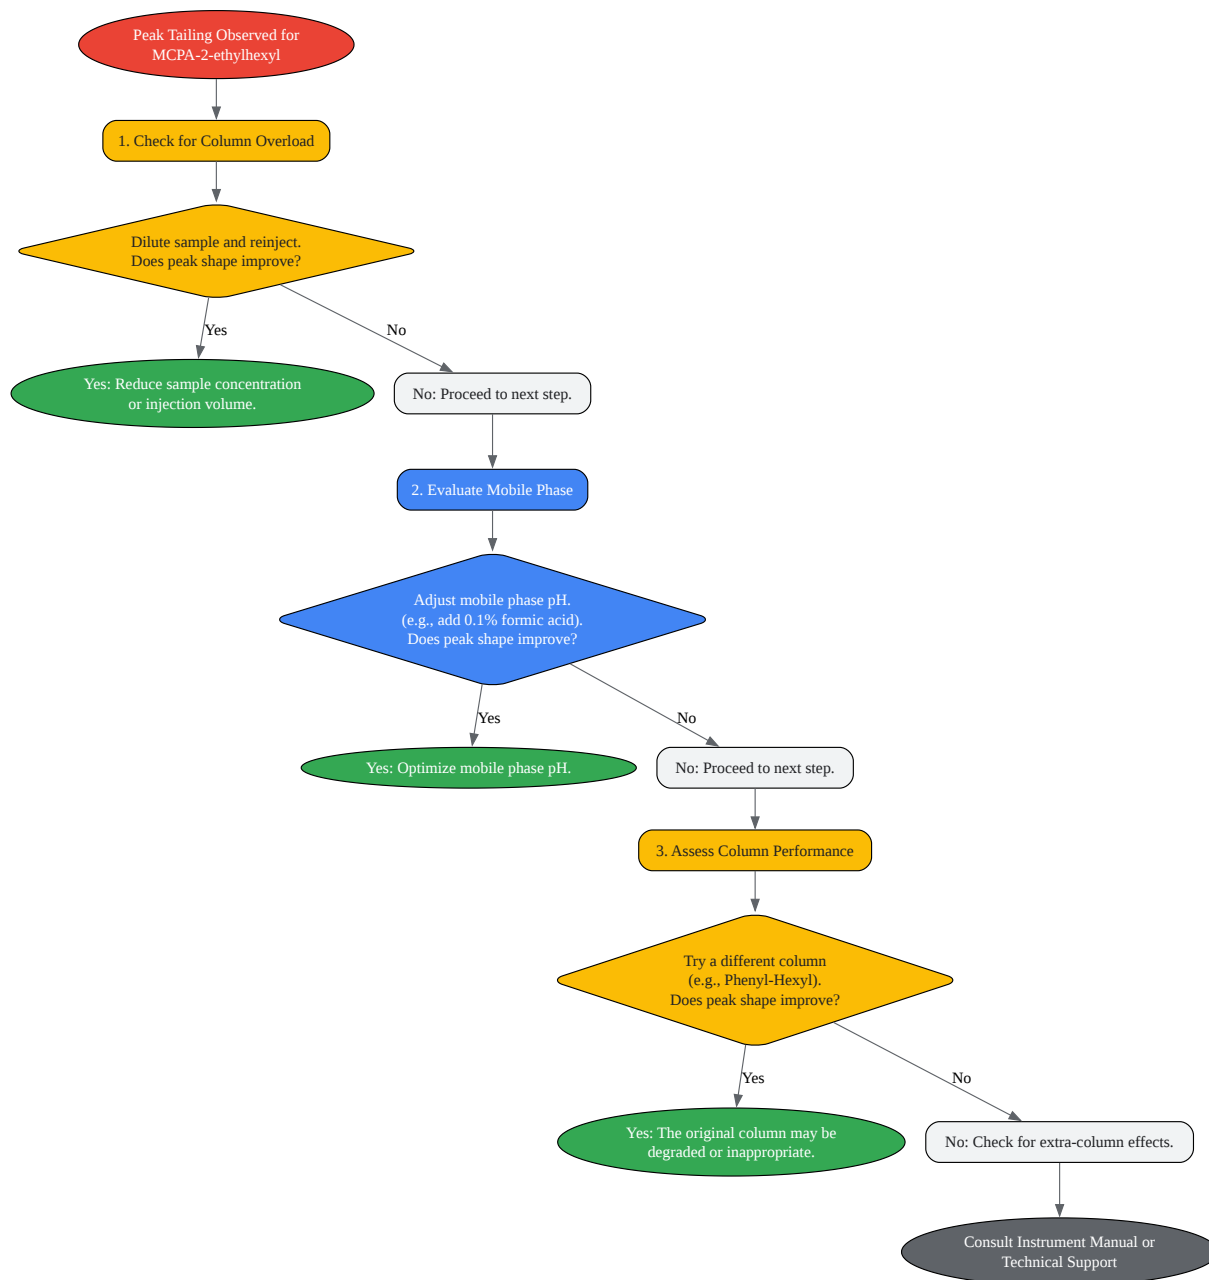 Peak Tailing Observed for
MCPA-2-ethylhexyl
1. Check for Column Overload
Dilute sample and reinject.
Does peak shape improve?
Yes
No
Yes: Reduce sample concentration
or injection volume.
No: Proceed to next step.
2. Evaluate Mobile Phase
Adjust mobile phase pH.
(e.g., add 0.1% formic acid).
Does peak shape improve?
Yes
No
Yes: Optimize mobile phase pH.
No: Proceed to next step.
3. Assess Column Performance
Try a different column
(e.g., Phenyl-Hexyl).
Does peak shape improve?
Yes
No
Yes: The original column may be
degraded or inappropriate.
No: Check for extra-column effects.
Consult Instrument Manual or
Technical Support